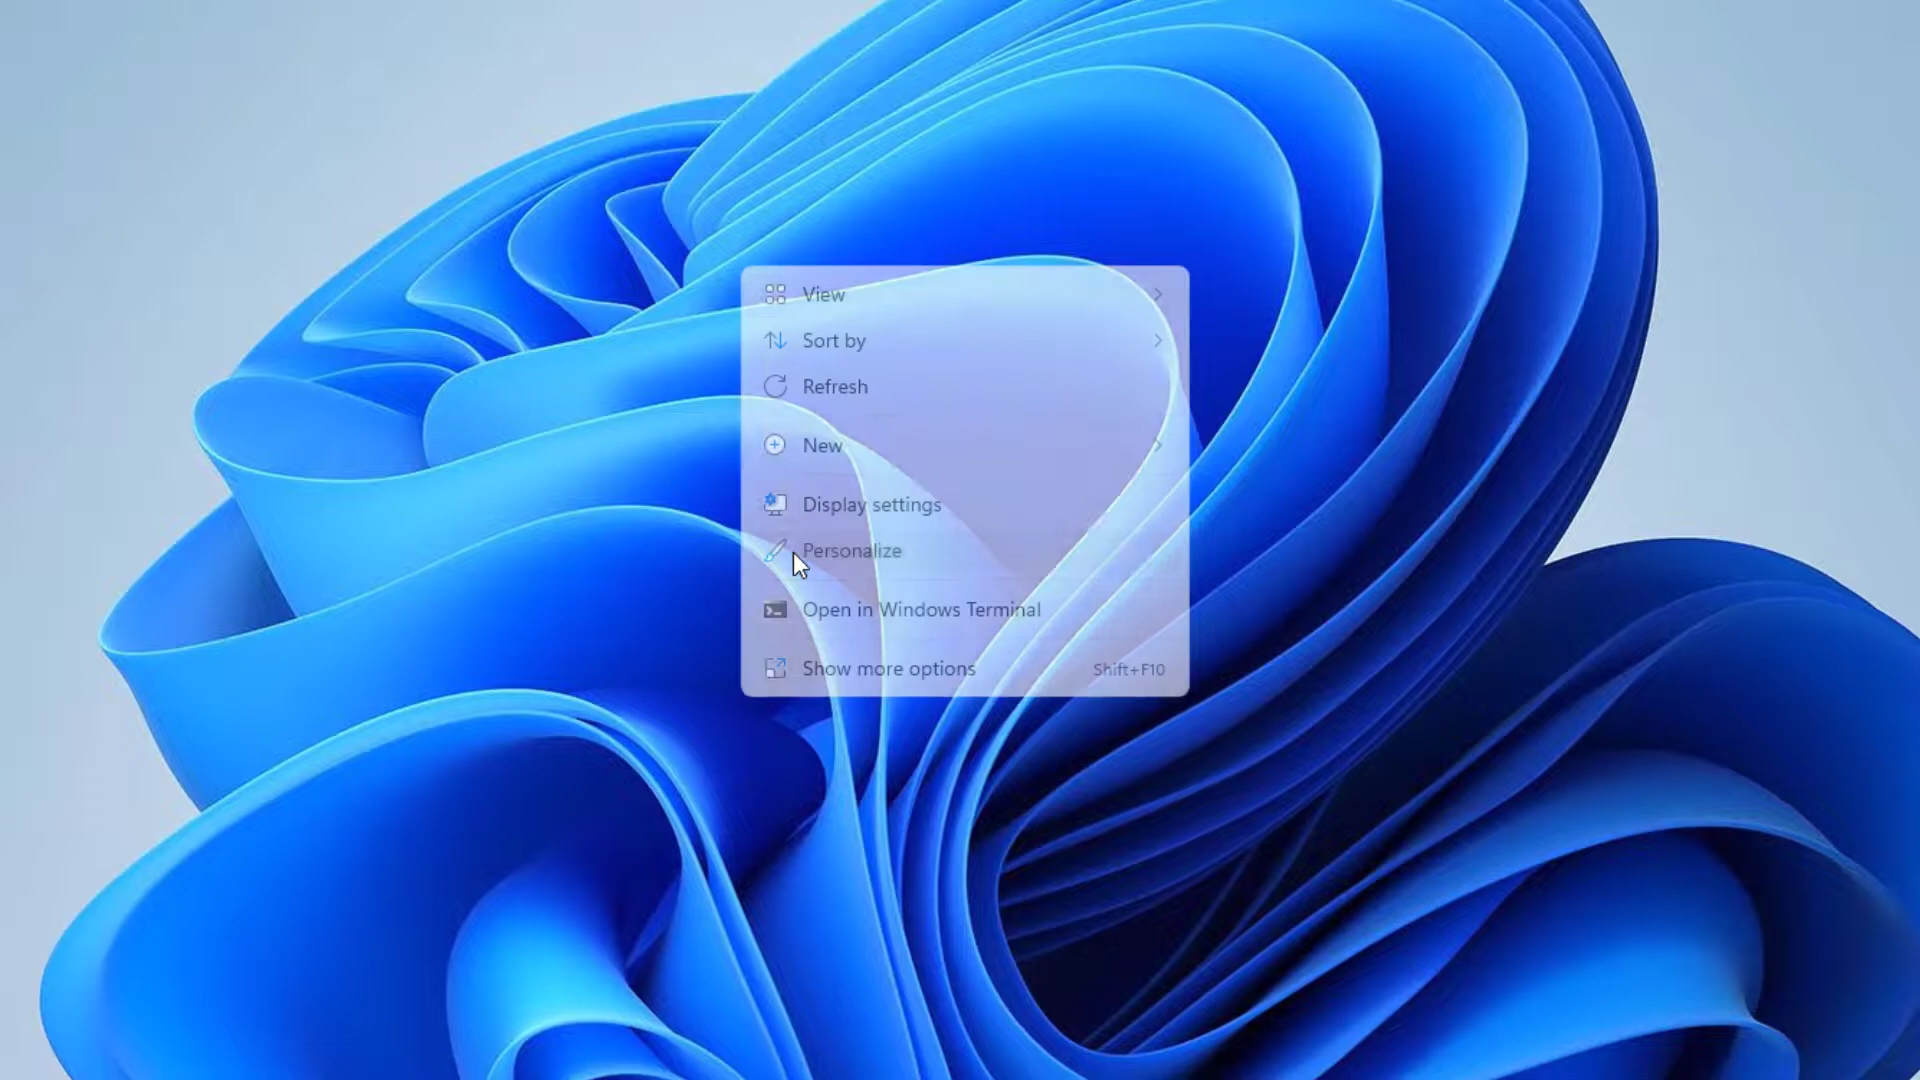 View
Sort by
Refresh
New
Display settings
Personalize
Open in Windows Terminal
Show more options Shift+F10